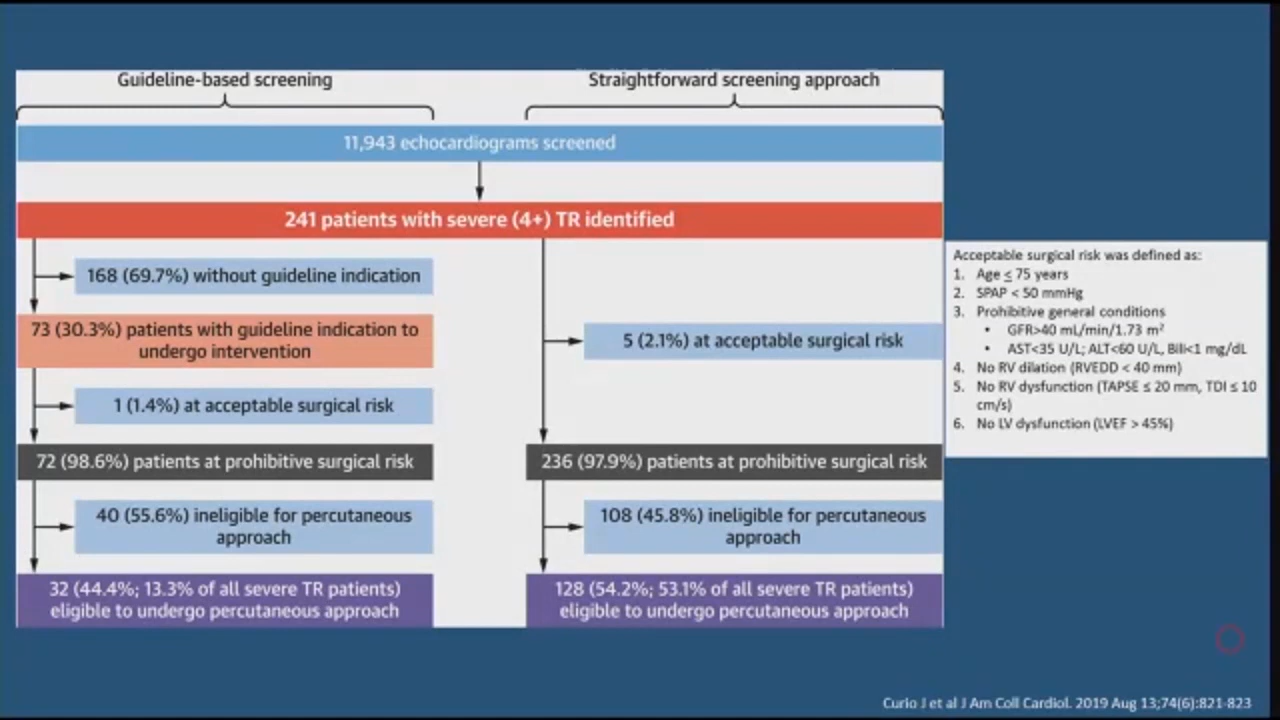 Guideline-based screening
Straightforward screening approach
11,943 echocardiograms screened
241 patients with severe (4+) TR identified
168 (69.7%) without guideline indication
73 (30.3%) patients with guideline indication to
undergo intervention
1 (1.4%) at acceptable surgical risk
72 (98.6%) patients at prohibitive surgical risk
40 (55.6%) ineligible for percutaneous
approach
32 (44.4%; 13.3% of all severe TR patients)
eligible to undergo percutaneous approach
5 (2.1%) at acceptable surgical risk
236 (97.9%) patients at prohibitive surgical risk
108 (45.8%) ineligible for percutaneous
approach
128 (54.2%; 53.1% of all severe TR patients)
eligible to undergo percutaneous approach
Acceptable surgical risk was defined as:
1. Age ≤ 75 years
2. SPAP < 50 mmHg
3. Prohibitive general conditions
• GFR>40 mL/min/1.73 m²
• AST<35 U/L; ALT<60 U/L, Bili<1 mg/dL
4. No RV dilation (RVEDD < 40 mm)
5. No RV dysfunction (TAPSE ≤ 20 mm, TDI ≤ 10
cm/s)
6. No LV dysfunction (LVEF > 45%)
Curio J et al J Am Coll Cardiol. 2019 Aug 13;74(6):821-823